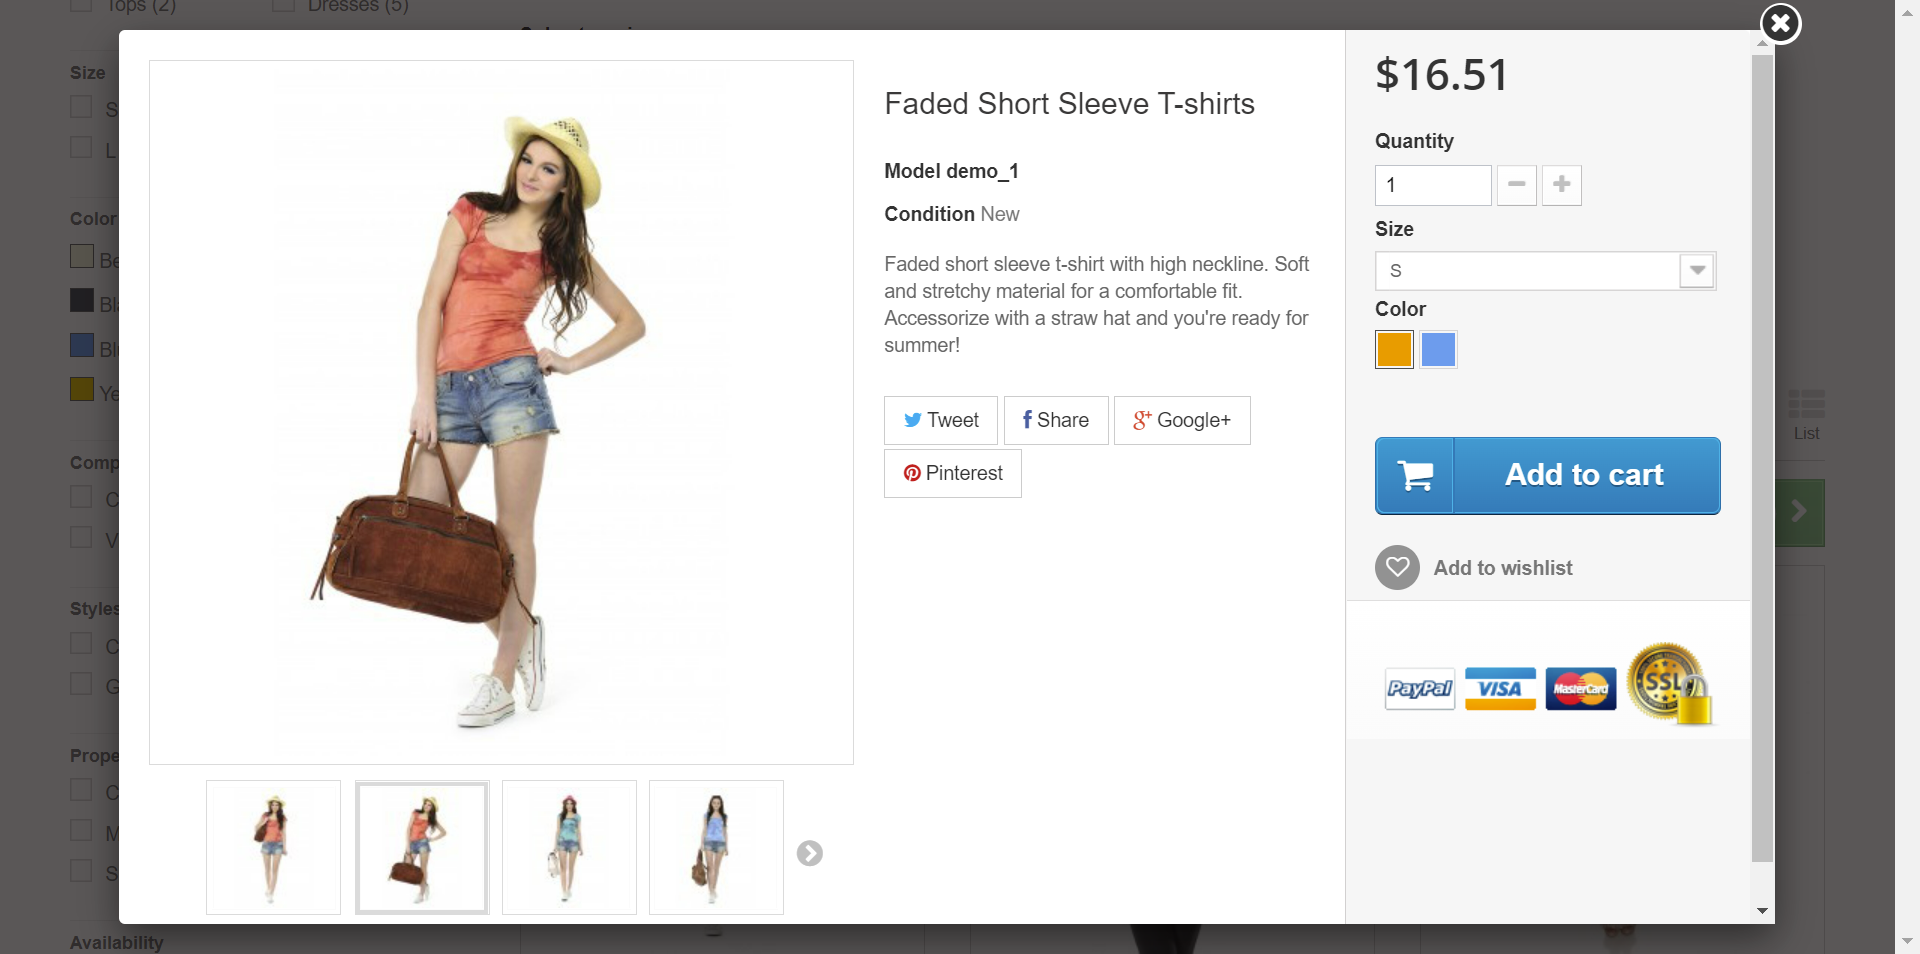 Tops (2)
Dresses (5)
Size
S
L
Color
Be
Bla
Blu
Ye
Comp
C
V
Styles
C
G
Prope
C
M
S
Availability
Faded Short Sleeve T-shirts
Model demo_1
Condition New
Faded short sleeve t-shirt with high neckline. Soft
and stretchy material for a comfortable fit.
Accessorize with a straw hat and you're ready for
summer!
Tweet
Share
Google+
Pinterest
$16.51
Quantity
1
Size
S
Color
Add to cart
Add to wishlist
PayPal
VISA
MasterCard
SSL
List